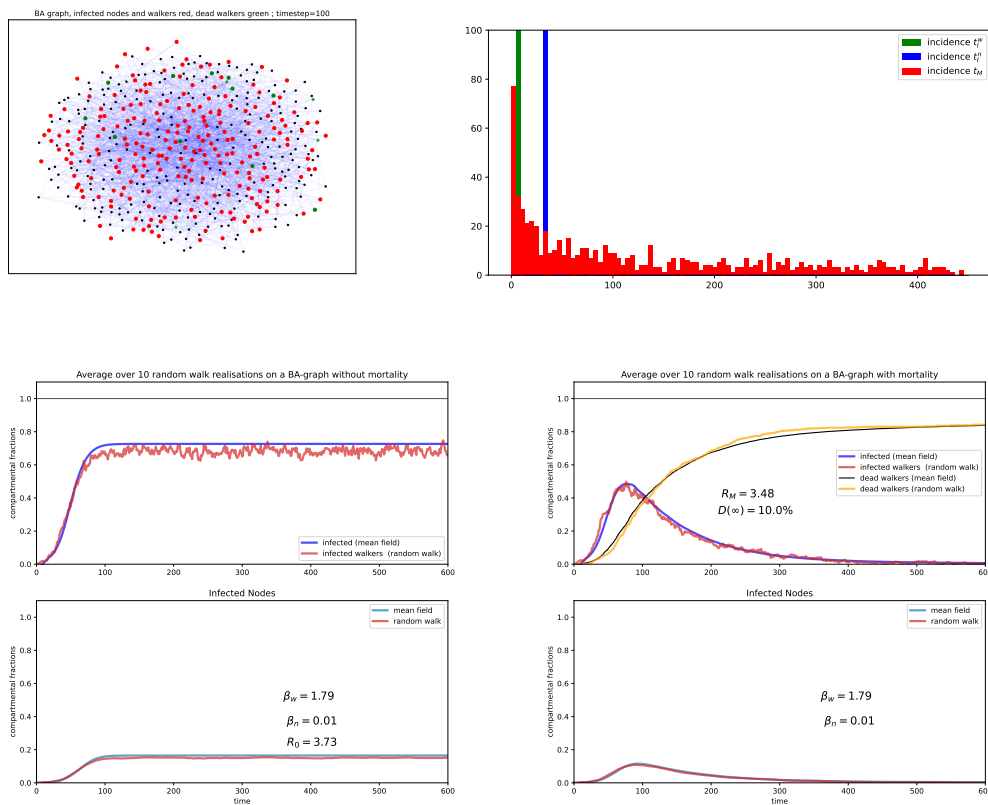 BA graph, infected nodes and walkers red, dead walkers green ; timestep=100
100
80
60
40
20
0
0
100
200
300
400
incidence t_I^w
incidence t_I^n
incidence t_M
Average over 10 random walk realisations on a BA-graph without mortality
compartmental fractions
1.0
0.8
0.6
0.4
0.2
0.0
0
100
200
300
400
500
600
infected (mean field)
infected walkers (random walk)
Average over 10 random walk realisations on a BA-graph with mortality
compartmental fractions
1.0
0.8
0.6
0.4
0.2
0.0
0
100
200
300
400
500
600
infected (mean field)
infected walkers (random walk)
dead walkers (mean field)
dead walkers (random walk)
R_M = 3.48
D(∞) = 10.0%
Infected Nodes
compartmental fractions
1.0
0.8
0.6
0.4
0.2
0.0
0
100
200
300
400
500
600
time
mean field
random walk
β_w = 1.79
β_n = 0.01
R_0 = 3.73
Infected Nodes
compartmental fractions
1.0
0.8
0.6
0.4
0.2
0.0
0
100
200
300
400
500
600
time
mean field
random walk
β_w = 1.79
β_n = 0.01